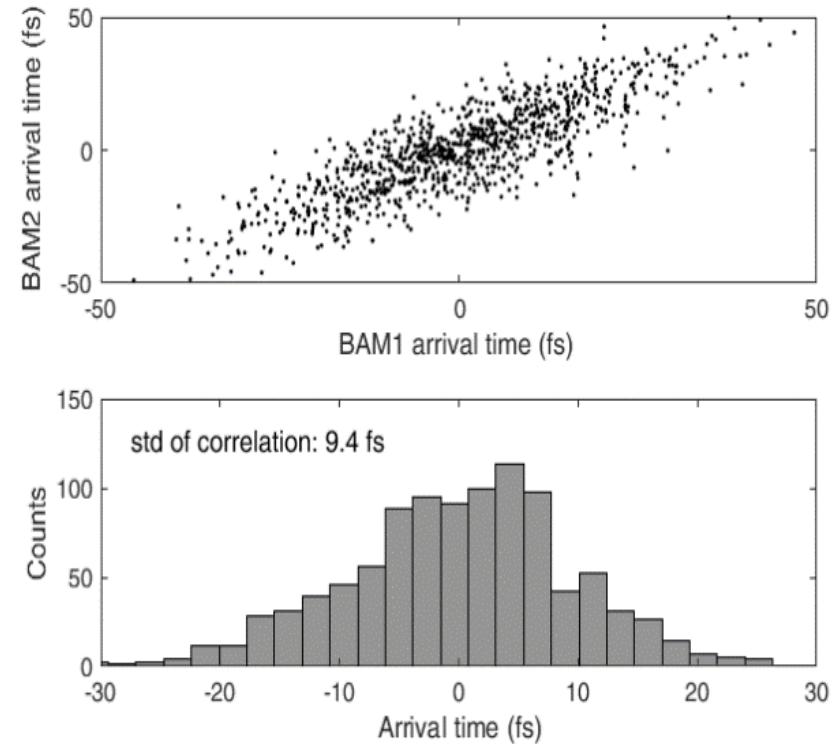 50
0
-50
BAM2 arrival time (fs)
-50 0 50
BAM1 arrival time (fs)
150
100
50
0
Counts
std of correlation: 9.4 fs
-30 -20 -10 0 10 20 30
Arrival time (fs)